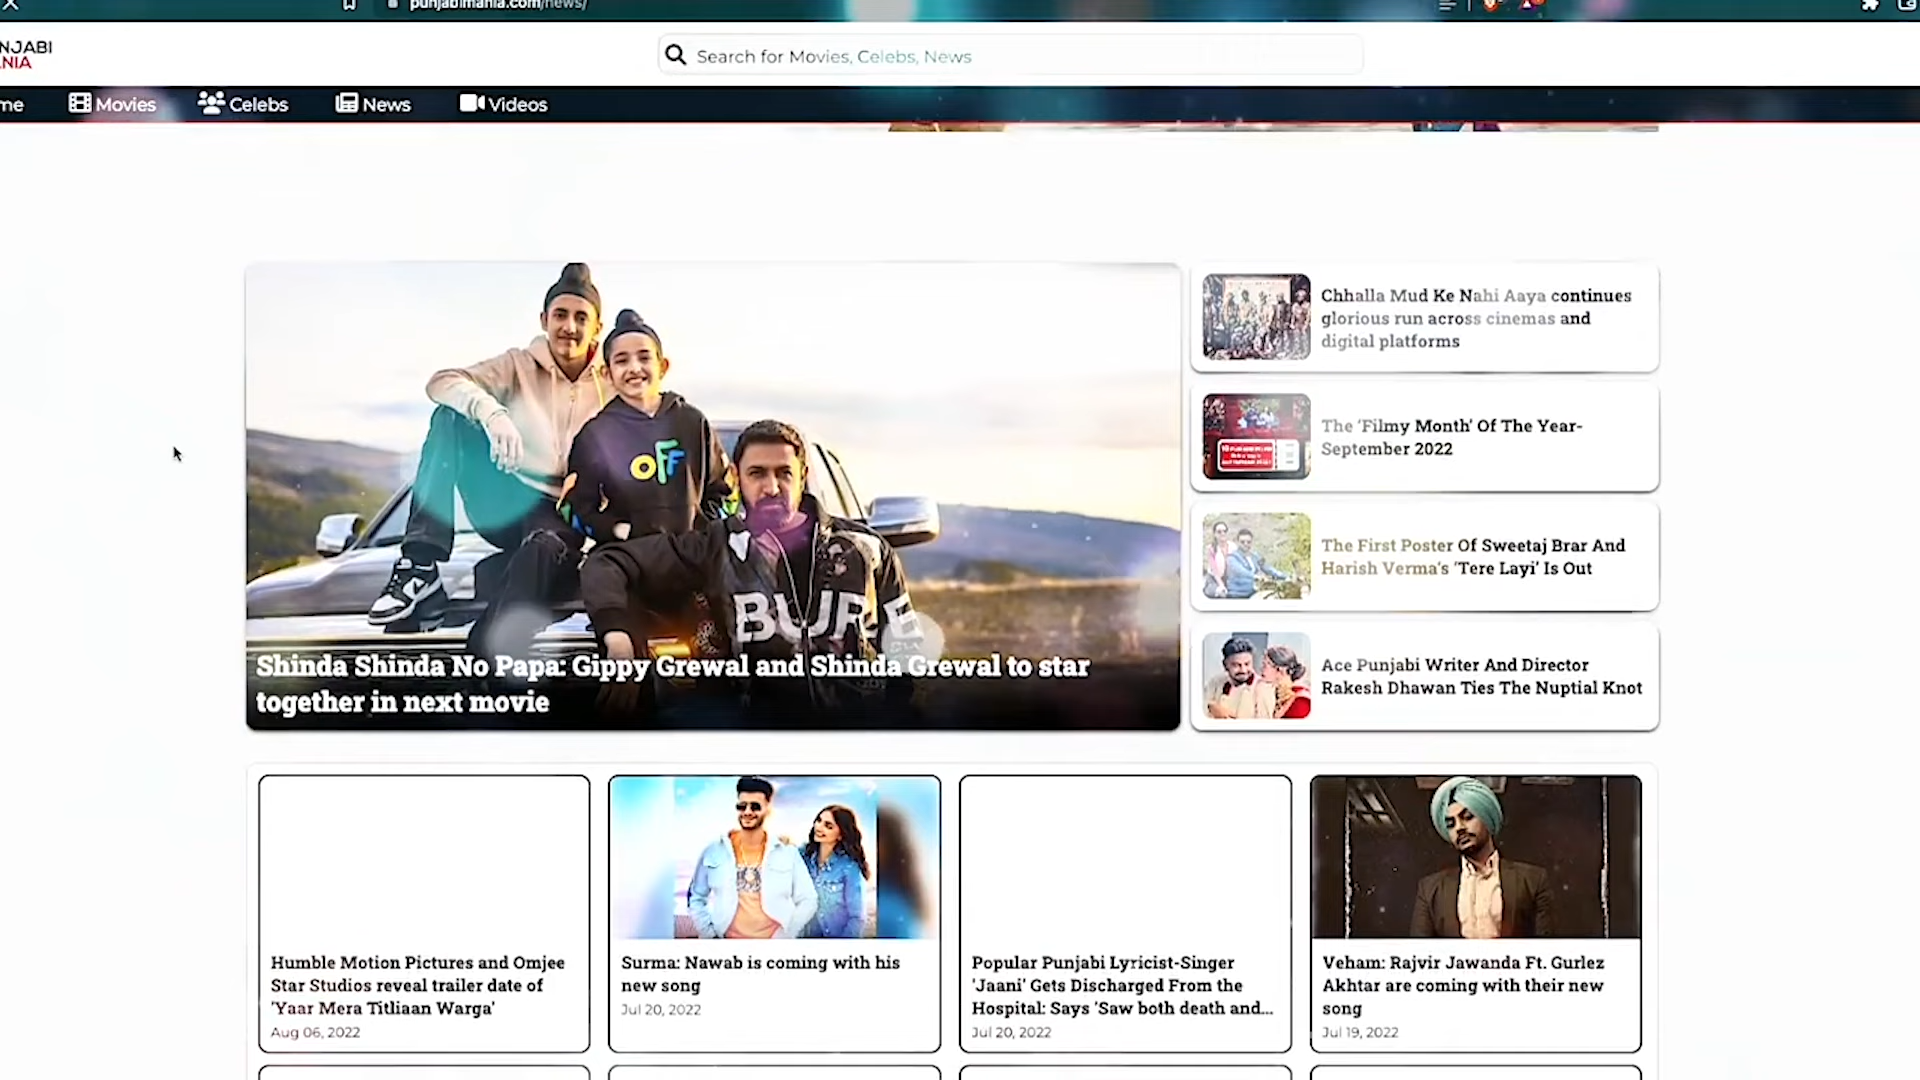 punjabimania.com/news/
NJABI
NIA
Search for Movies, Celebs, News
me
Movies
Celebs
News
Videos
OFF
BURBE
Shinda Shinda No Papa: Gippy Grewal and Shinda Grewal to star
together in next movie
Chhalla Mud Ke Nahi Aaya continues
glorious run across cinemas and
digital platforms
The 'Filmy Month' Of The Year-
September 2022
The First Poster Of Sweetaj Brar And
Harish Verma's 'Tere Layi' Is Out
Ace Punjabi Writer And Director
Rakesh Dhawan Ties The Nuptial Knot
Humble Motion Pictures and Omjee
Star Studios reveal trailer date of
'Yaar Mera Titliaan Warga'
Aug 06, 2022
Surma: Nawab is coming with his
new song
Jul 20, 2022
Popular Punjabi Lyricist-Singer
'Jaani' Gets Discharged From the
Hospital: Says 'Saw both death and...
Jul 20, 2022
Veham: Rajvir Jawanda Ft. Gurlez
Akhtar are coming with their new
song
Jul 19, 2022